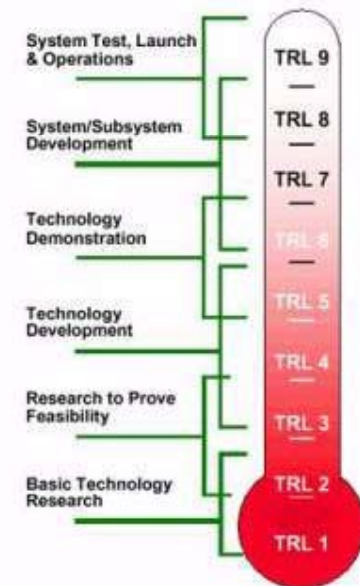 System Test, Launch
& Operations
System/Subsystem
Development
Technology
Demonstration
Technology
Development
Research to Prove
Feasibility
Basic Technology
Research
TRL 9
TRL 8
TRL 7
TRL 6
TRL 5
TRL 4
TRL 3
TRL 2
TRL 1